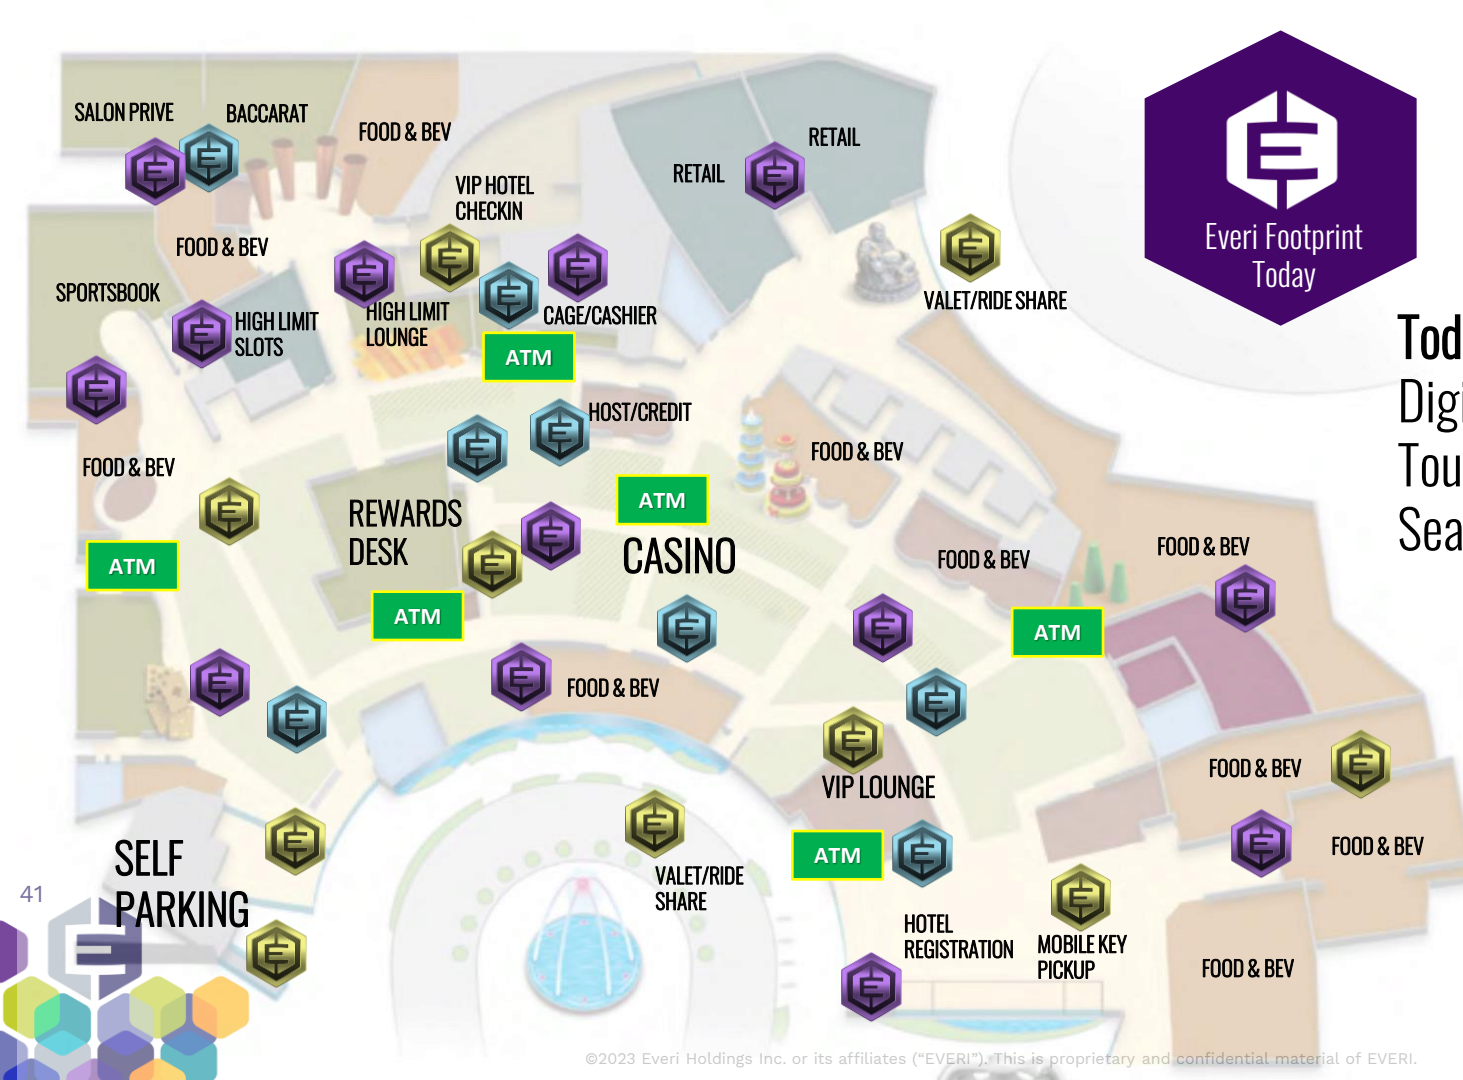 SALON PRIVE
BACCARAT
FOOD & BEV
RETAIL
RETAIL
VIP HOTEL
CHECKIN
Everi Footprint
Today
FOOD & BEV
SPORTSBOOK
HIGH LIMIT
SLOTS
HIGH LIMIT
LOUNGE
CAGE/CASHIER
VALET/RIDE SHARE
ATM
Tod
Digi
Tou
Sea
HOST/CREDIT
FOOD & BEV
FOOD & BEV
REWARDS
DESK
ATM
CASINO
FOOD & BEV
FOOD & BEV
ATM
ATM
ATM
FOOD & BEV
VIP LOUNGE
FOOD & BEV
SELF
PARKING
VALET/RIDE
SHARE
ATM
FOOD & BEV
HOTEL
REGISTRATION
MOBILE KEY
PICKUP
FOOD & BEV
41
©2023 Everi Holdings Inc. or its affiliates (“EVERI”). This is proprietary and confidential material of EVERI.